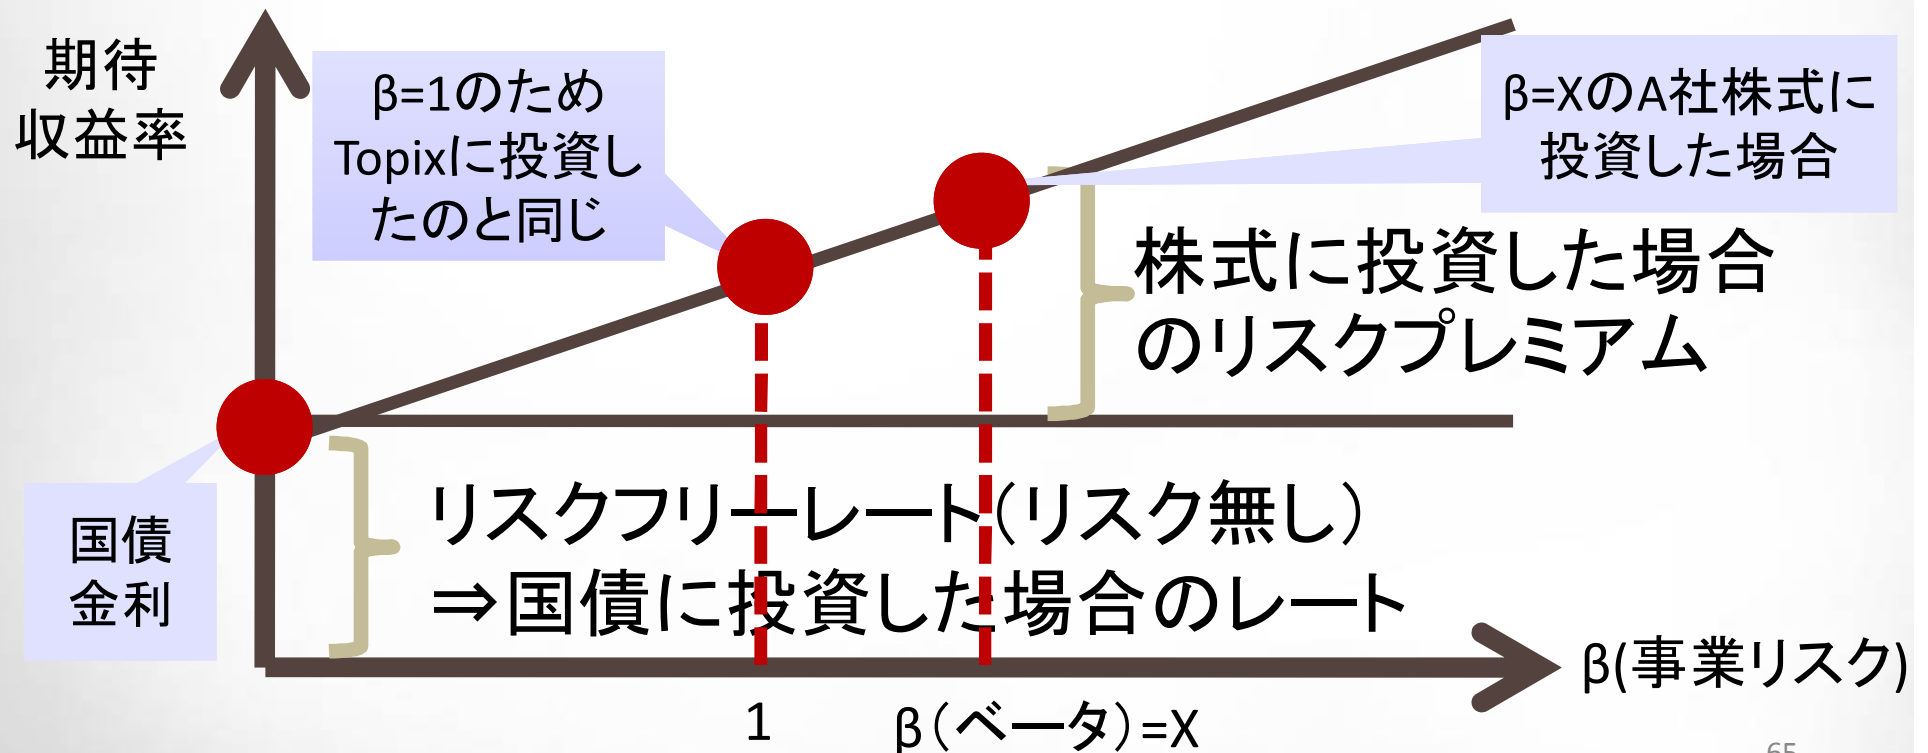 期待
収益率
β=1のため
Topixに投資し
たのと同じ
β=XのA社株式に
投資した場合
株式に投資した場合
のリスクプレミアム
国債
金利
リスクフリーレート（リスク無し）
⇒国債に投資した場合のレート
β(事業リスク)
1
β（ベータ）=X
65